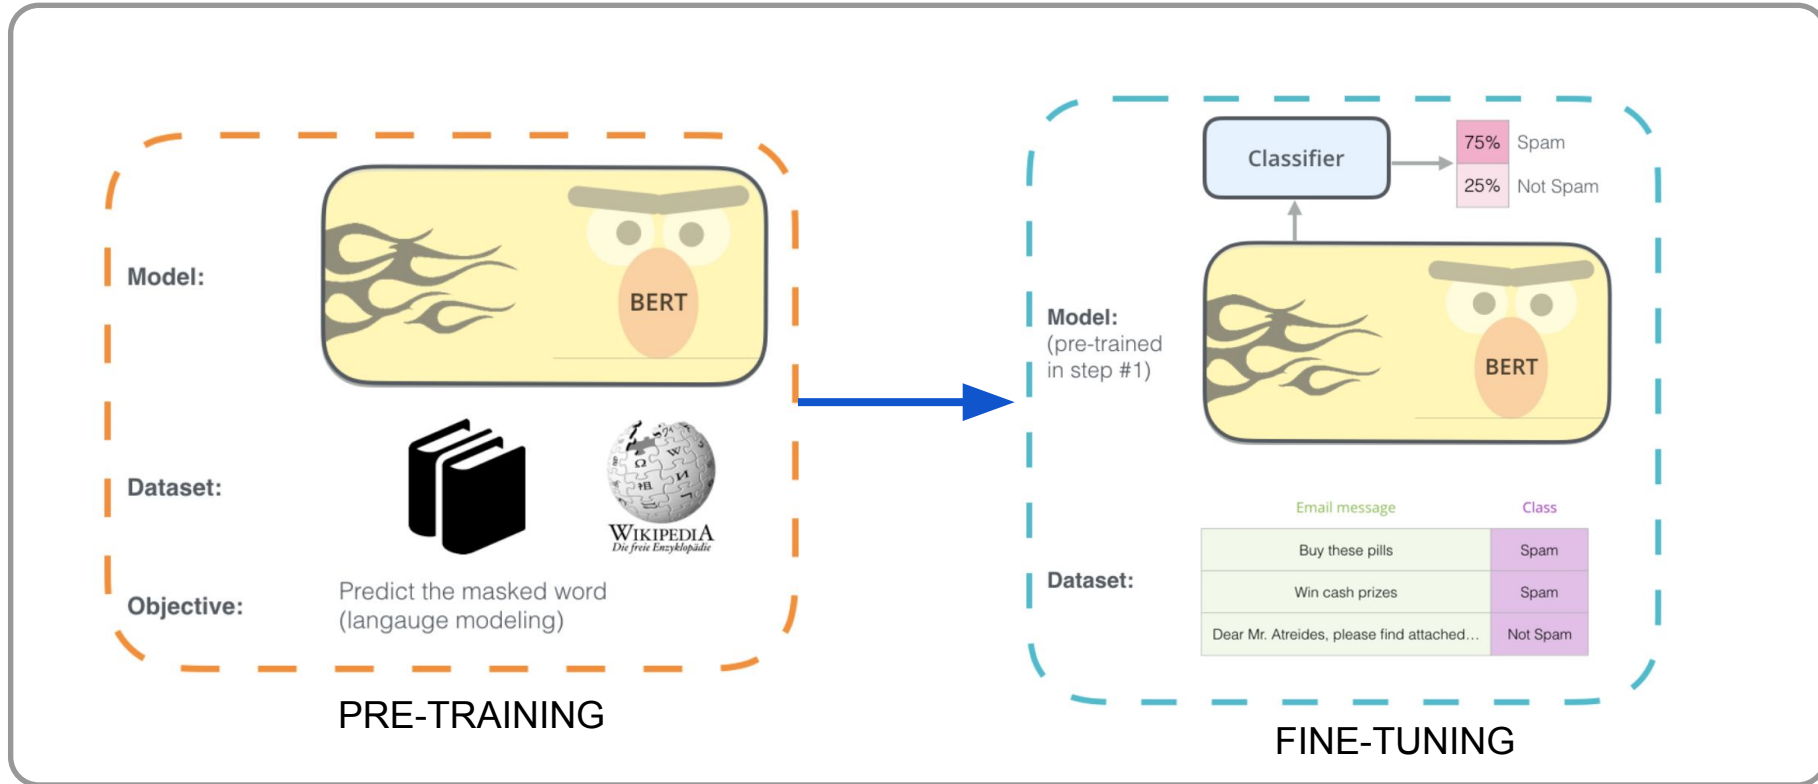 Model:
BERT
Dataset:
WIKIPEDIA
Die freie Enzyklopädie
Objective:
Predict the masked word
(langauge modeling)
PRE-TRAINING
Classifier
75% Spam
25% Not Spam
Model:
(pre-trained
in step #1)
BERT
Dataset:
Email message Class
Buy these pills Spam
Win cash prizes Spam
Dear Mr. Atreides, please find attached... Not Spam
FINE-TUNING